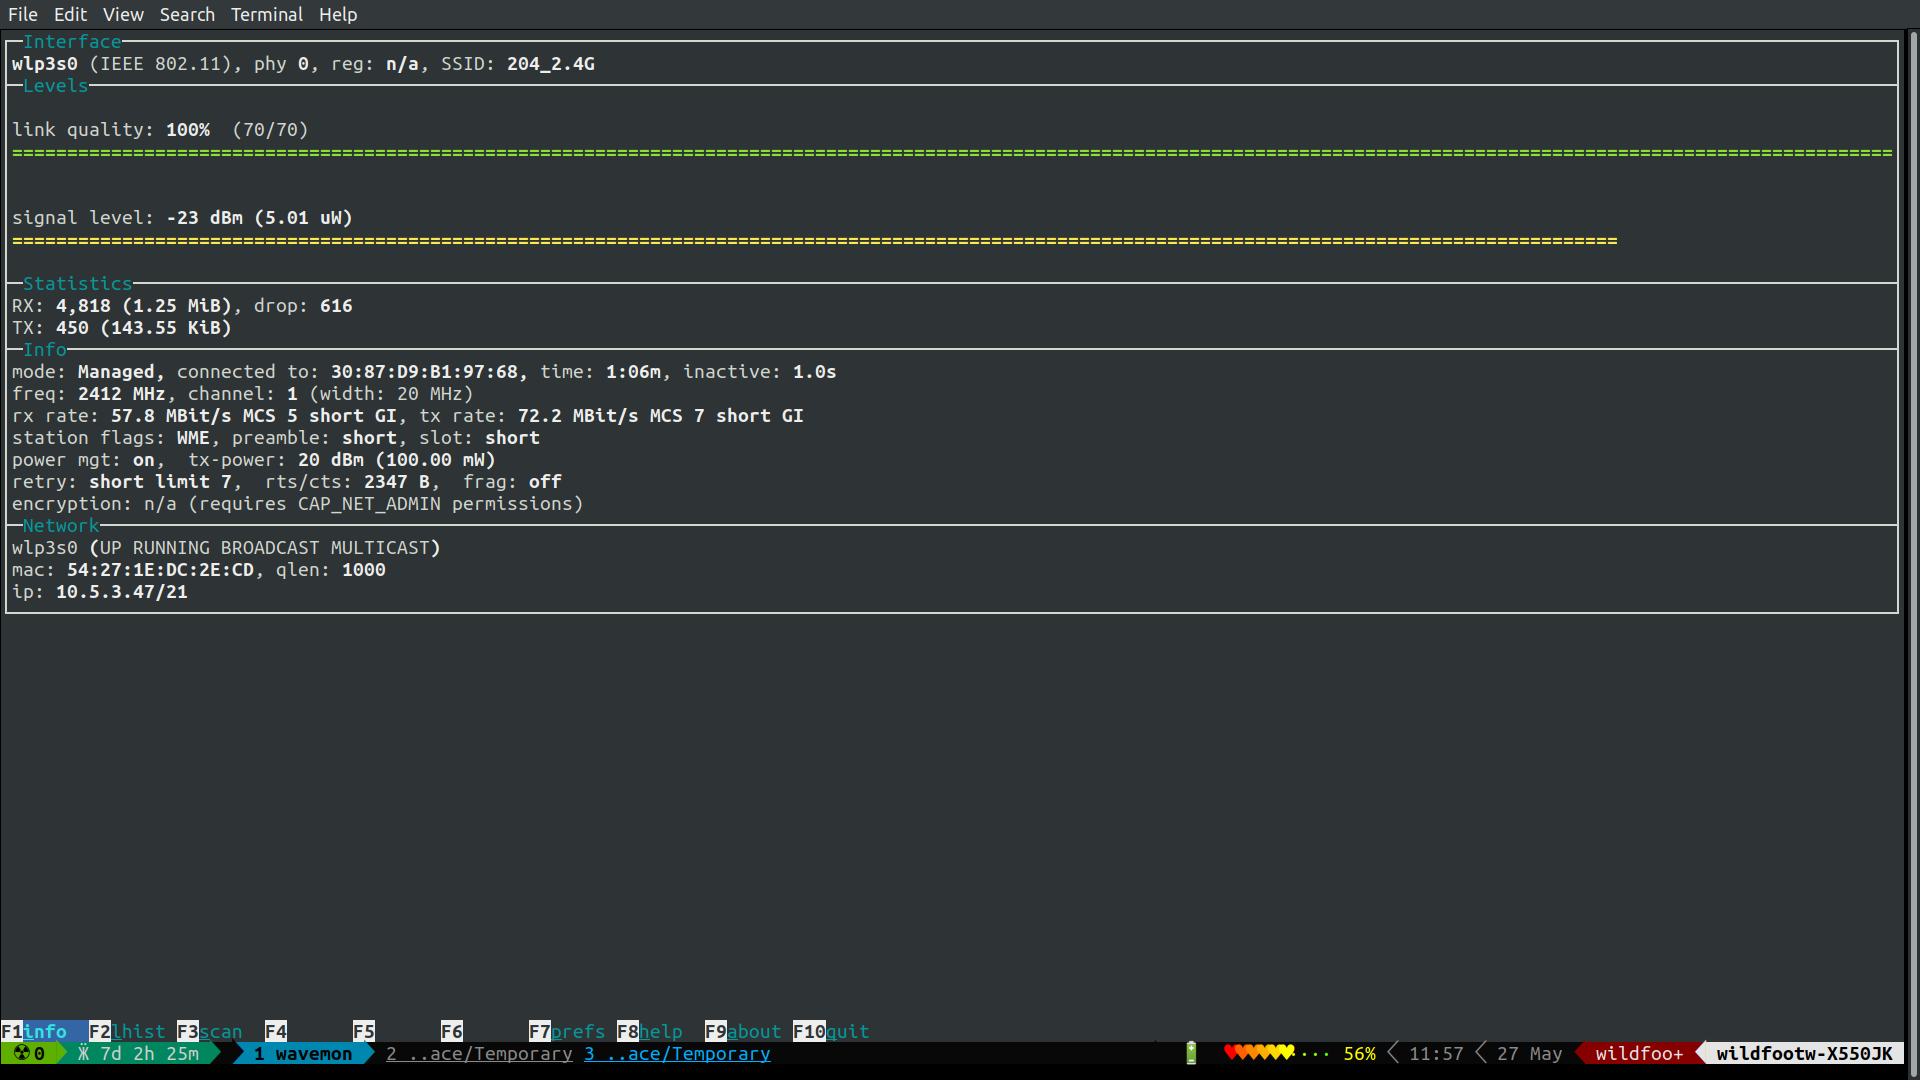 File Edit View Search Terminal Help
Interface
wlp3s0 (IEEE 802.11), phy 0, reg: n/a, SSID: 204_2.4G
Levels
link quality: 100% (70/70)
signal level: -23 dBm (5.01 uW)
Statistics
RX: 4,818 (1.25 MiB), drop: 616
TX: 450 (143.55 KiB)
Info
mode: Managed, connected to: 30:87:D9:B1:97:68, time: 1:06m, inactive: 1.0s
freq: 2412 MHz, channel: 1 (width: 20 MHz)
rx rate: 57.8 MBit/s MCS 5 short GI, tx rate: 72.2 MBit/s MCS 7 short GI
station flags: WME, preamble: short, slot: short
power mgt: on, tx-power: 20 dBm (100.00 mW)
retry: short limit 7, rts/cts: 2347 B, frag: off
encryption: n/a (requires CAP_NET_ADMIN permissions)
Network
wlp3s0 (UP RUNNING BROADCAST MULTICAST)
mac: 54:27:1E:DC:2E:CD, qlen: 1000
ip: 10.5.3.47/21
F1info F2lhist F3scan F4 F5 F6 F7prefs F8help F9about F10quit
☢0 Ӝ 7d 2h 25m 1 wavemon 2 ..ace/Temporary 3 ..ace/Temporary 56% 11:57 27 May wildfoo+ wildfootw-X550JK